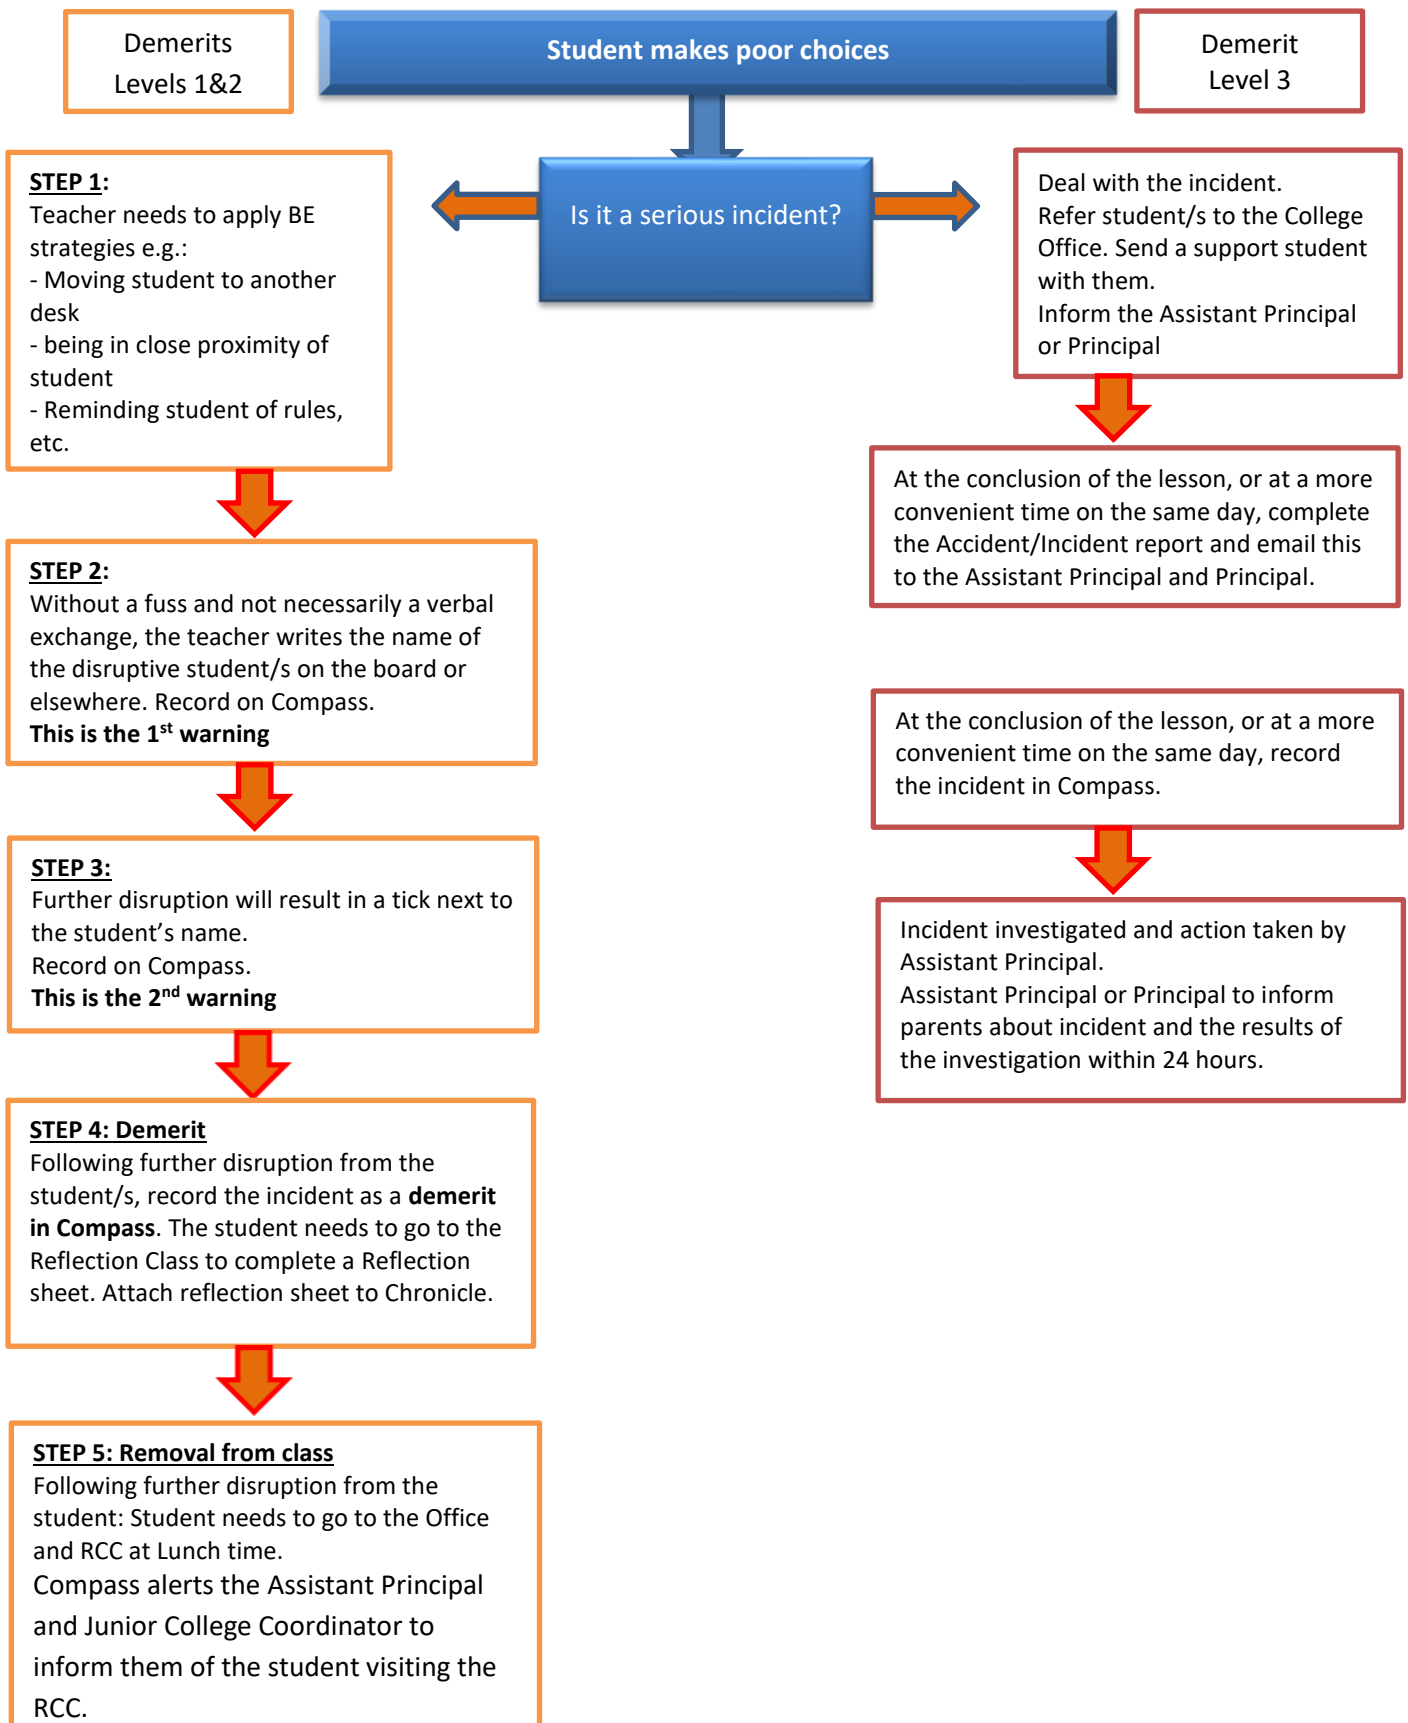 Demerits
Levels 1&2
Student makes poor choices
Demerit
Level 3
Is it a serious incident?
STEP 1:
Teacher needs to apply BE
strategies e.g.:
- Moving student to another
desk
- being in close proximity of
student
- Reminding student of rules,
etc.
STEP 2:
Without a fuss and not necessarily a verbal
exchange, the teacher writes the name of
the disruptive student/s on the board or
elsewhere. Record on Compass.
This is the 1st warning
STEP 3:
Further disruption will result in a tick next to
the student’s name.
Record on Compass.
This is the 2nd warning
STEP 4: Demerit
Following further disruption from the
student/s, record the incident as a demerit
in Compass. The student needs to go to the
Reflection Class to complete a Reflection
sheet. Attach reflection sheet to Chronicle.
STEP 5: Removal from class
Following further disruption from the
student: Student needs to go to the Office
and RCC at Lunch time.
Compass alerts the Assistant Principal
and Junior College Coordinator to
inform them of the student visiting the
RCC.
Deal with the incident.
Refer student/s to the College
Office. Send a support student
with them.
Inform the Assistant Principal
or Principal
At the conclusion of the lesson, or at a more
convenient time on the same day, complete
the Accident/Incident report and email this
to the Assistant Principal and Principal.
At the conclusion of the lesson, or at a more
convenient time on the same day, record
the incident in Compass.
Incident investigated and action taken by
Assistant Principal.
Assistant Principal or Principal to inform
parents about incident and the results of
the investigation within 24 hours.